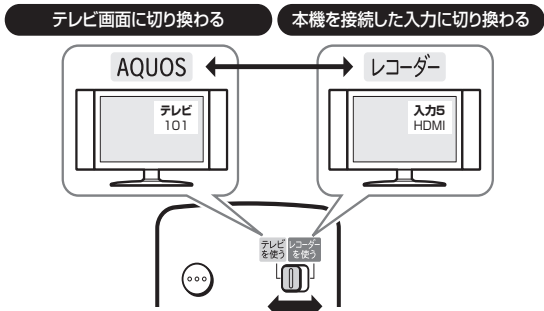 テレビ画面に切り換わる
本機を接続した入力に切り換わる
AQUOS
レコーダー
テレビ
101
入力5
HDMI
テレビ
を使う
レコーダー
を使う